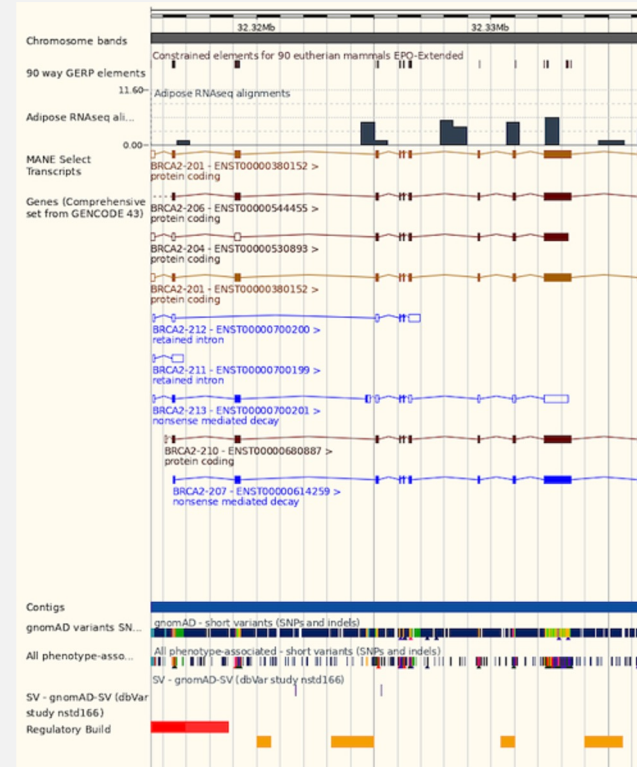 32.32Mb 32.33Mb
Chromosome bands
Constrained elements for 90 eutherian mammals EPO-Extended
90 way GERP elements
11.60
Adipose RNAseq alignments
Adipose RNAseq ali...
0.00
MANE Select
Transcripts
BRCA2-201 - ENST00000380152 >
protein coding
Genes (Comprehensive
set from GENCODE 43)
BRCA2-206 - ENST00000544455 >
protein coding
BRCA2-204 - ENST00000530893 >
protein coding
BRCA2-201 - ENST00000380152 >
protein coding
BRCA2-212 - ENST00000700200 >
retained intron
BRCA2-211 - ENST00000700199 >
retained intron
BRCA2-213 - ENST00000700201 >
nonsense mediated decay
BRCA2-210 - ENST00000680887 >
protein coding
BRCA2-207 - ENST00000614259 >
nonsense mediated decay
Contigs
gnomAD - short variants (SNPs and indels)
gnomAD variants SN...
All phenotype-associated - short variants (SNPs and indels)
All phenotype-asso...
SV - gnomAD-SV (dbVar study nstd166)
SV - gnomAD-SV (dbVar
study nstd166)
Regulatory Build